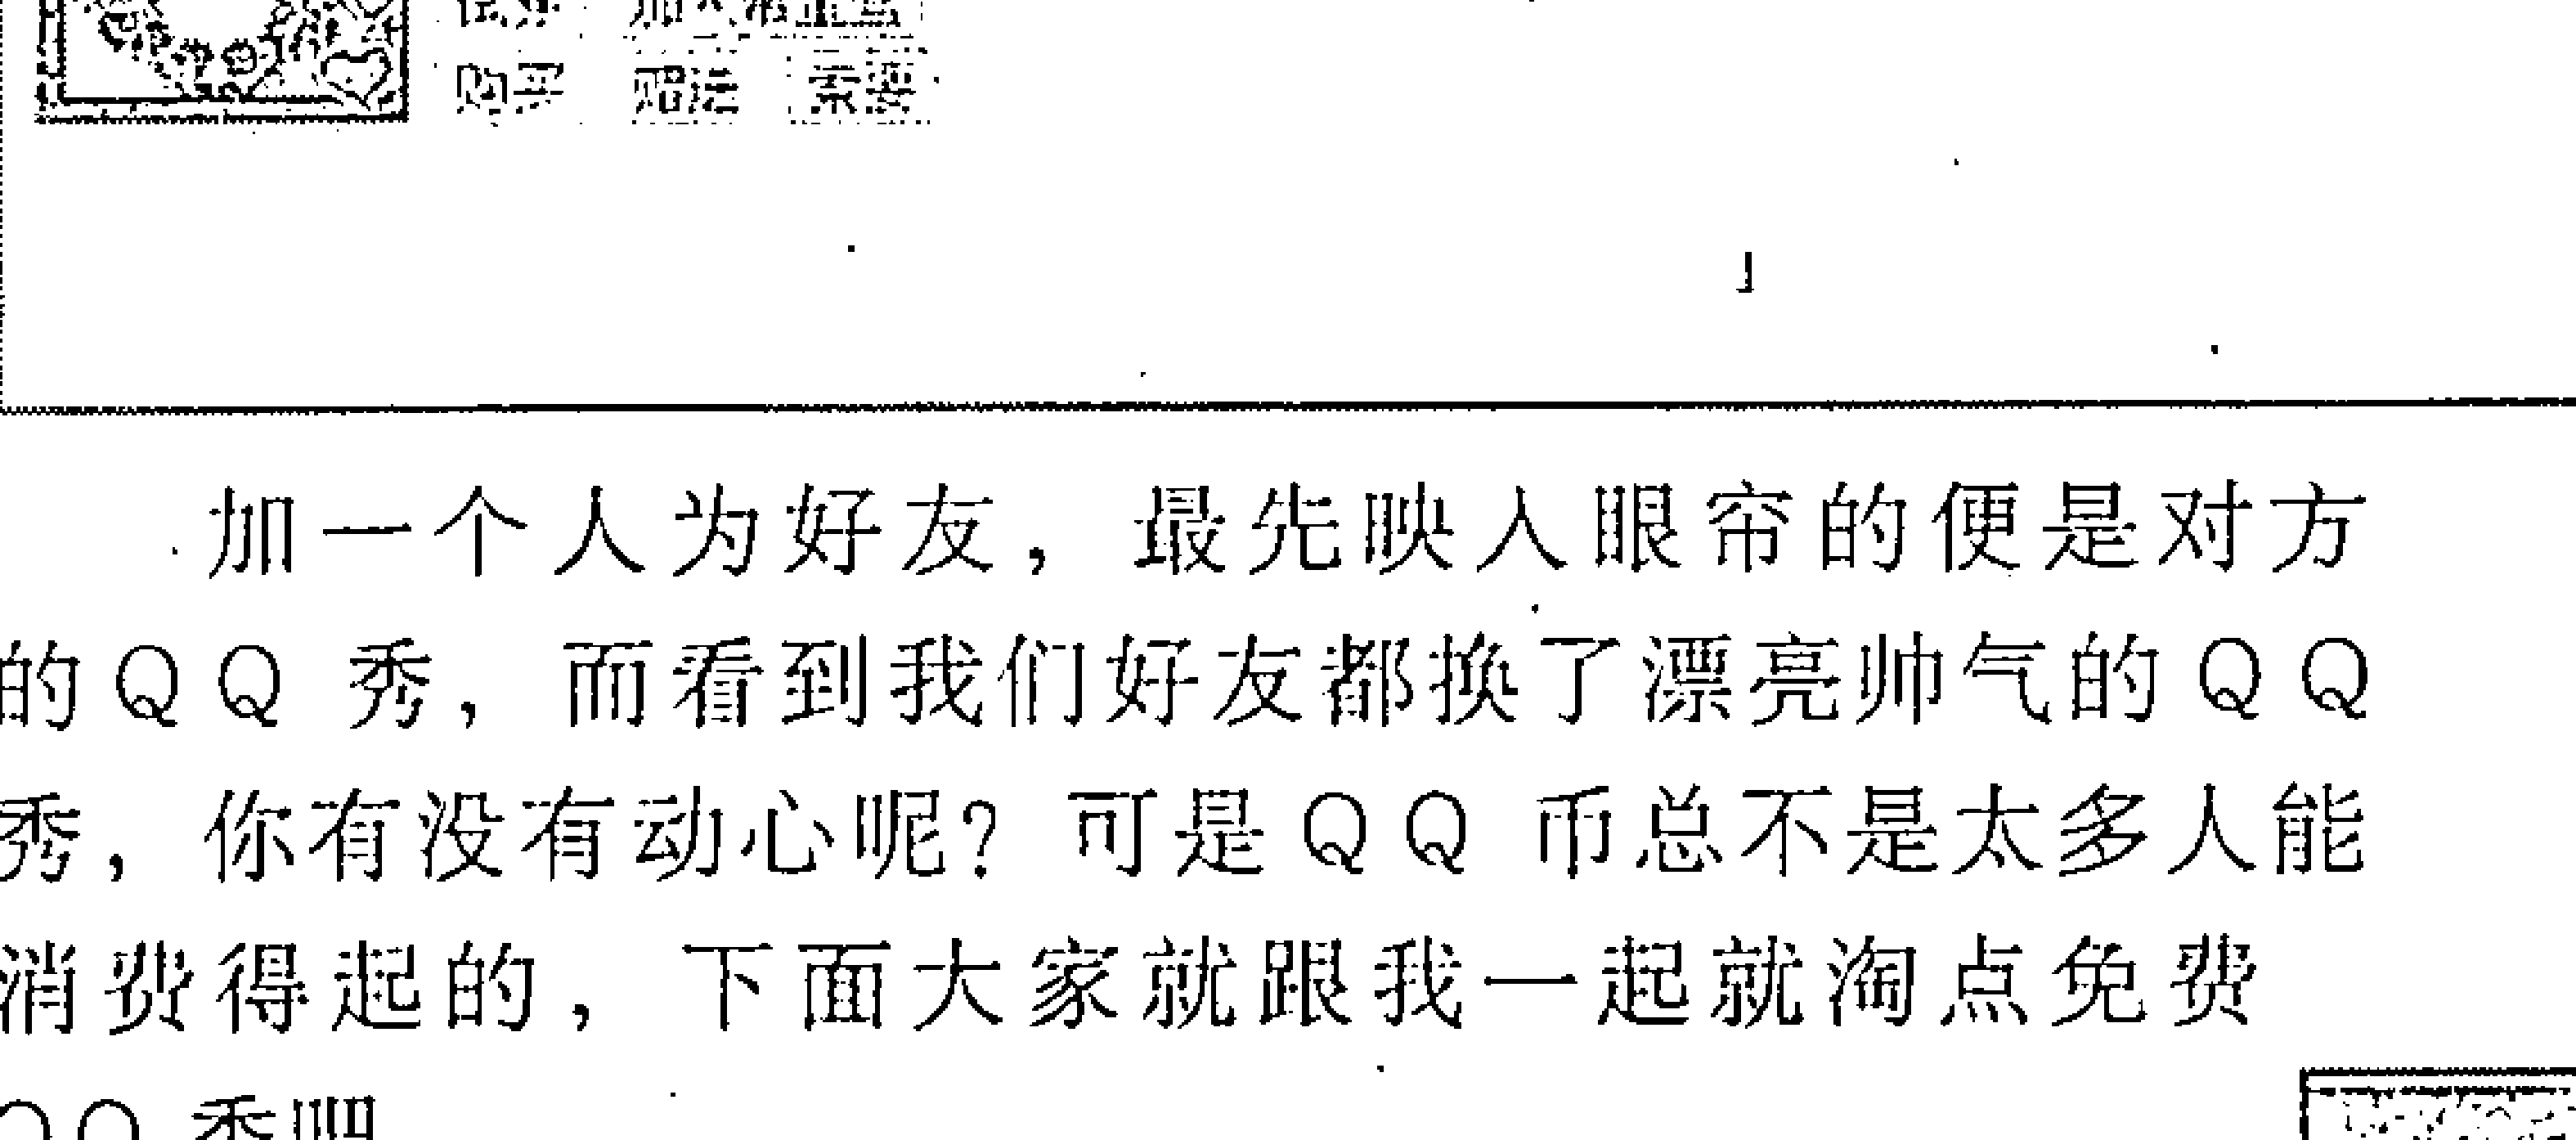 购买 赠送 索要
加一个人为好友，最先映入眼帘的便是对方
的QQ 秀，而看到我们好友都换了漂亮帅气的QQ
秀，你有没有动心呢？可是QQ 币总不是太多人能
消费得起的，下面大家就跟我一起就淘点免费
QQ 秀吧